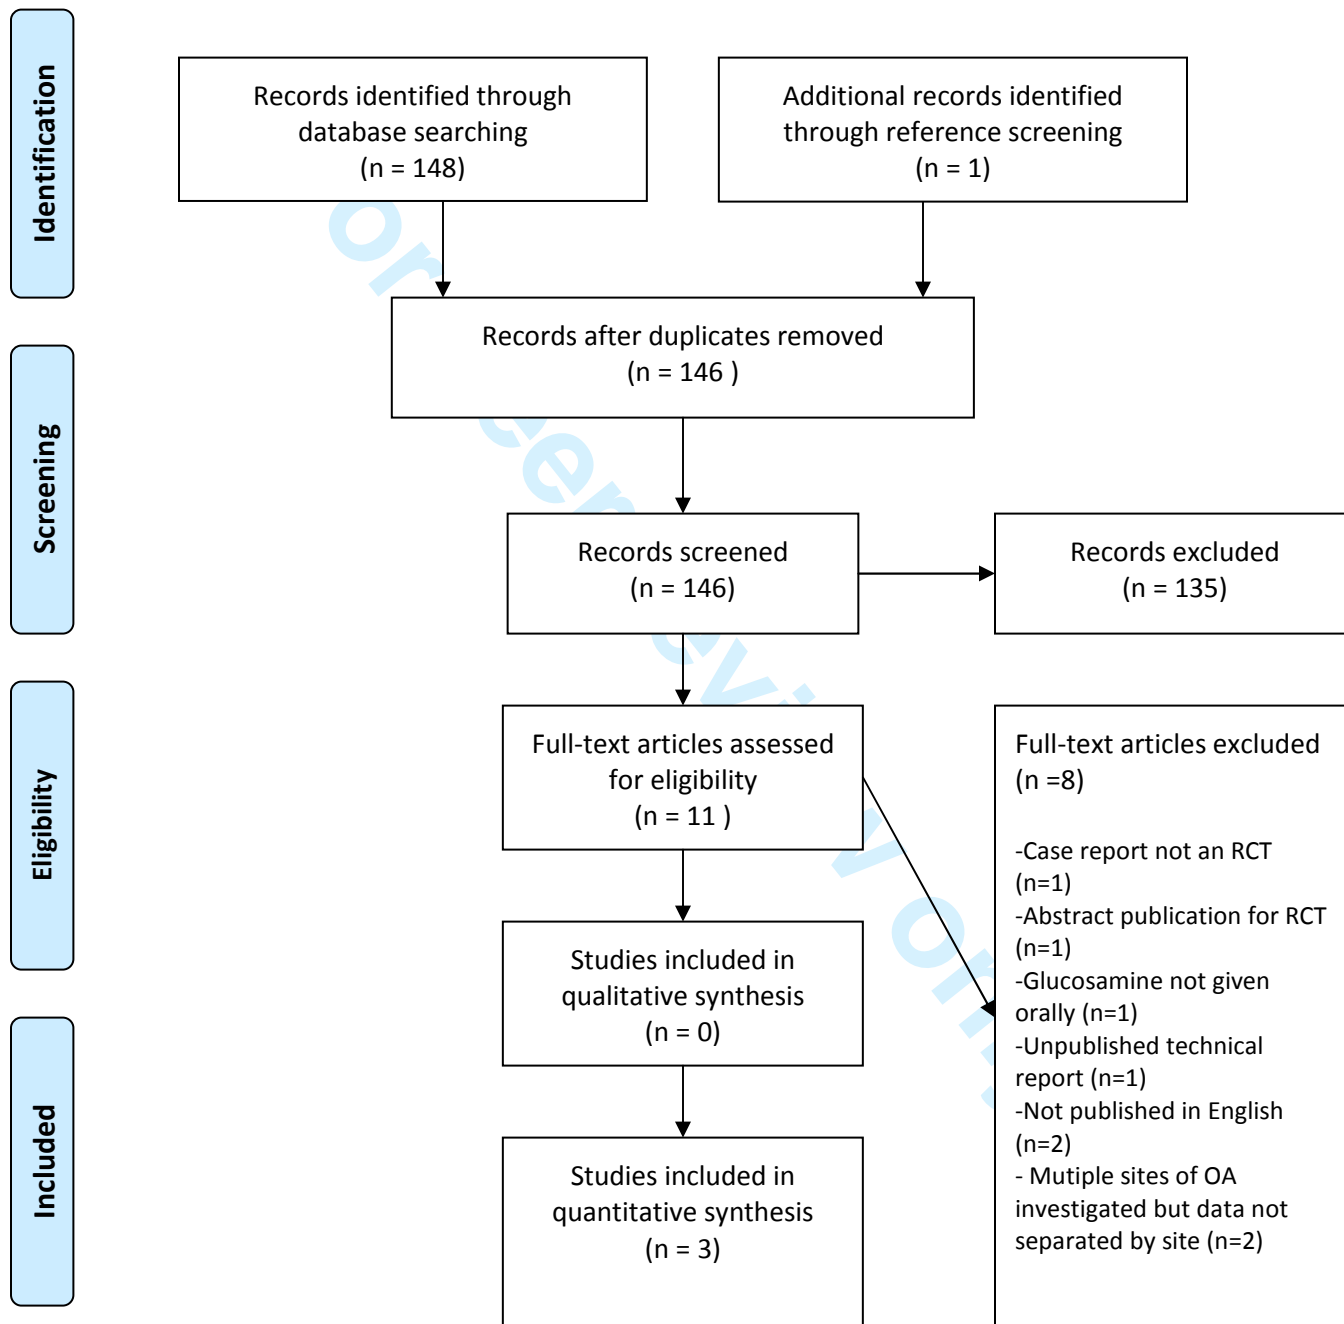 Identification
Records identified through
database searching
(n = 148)
Additional records identified
through reference screening
(n = 1)
Records after duplicates removed
(n = 146 )
Screening
Records screened
(n = 146)
Records excluded
(n = 135)
Eligibility
Full-text articles assessed
for eligibility
(n = 11 )
Full-text articles excluded
(n =8)
-Case report not an RCT
(n=1)
-Abstract publication for RCT
(n=1)
-Glucosamine not given
orally (n=1)
-Unpublished technical
report (n=1)
-Not published in English
(n=2)
- Mutiple sites of OA
investigated but data not
separated by site (n=2)
Studies included in
qualitative synthesis
(n = 0)
Included
Studies included in
quantitative synthesis
(n = 3)